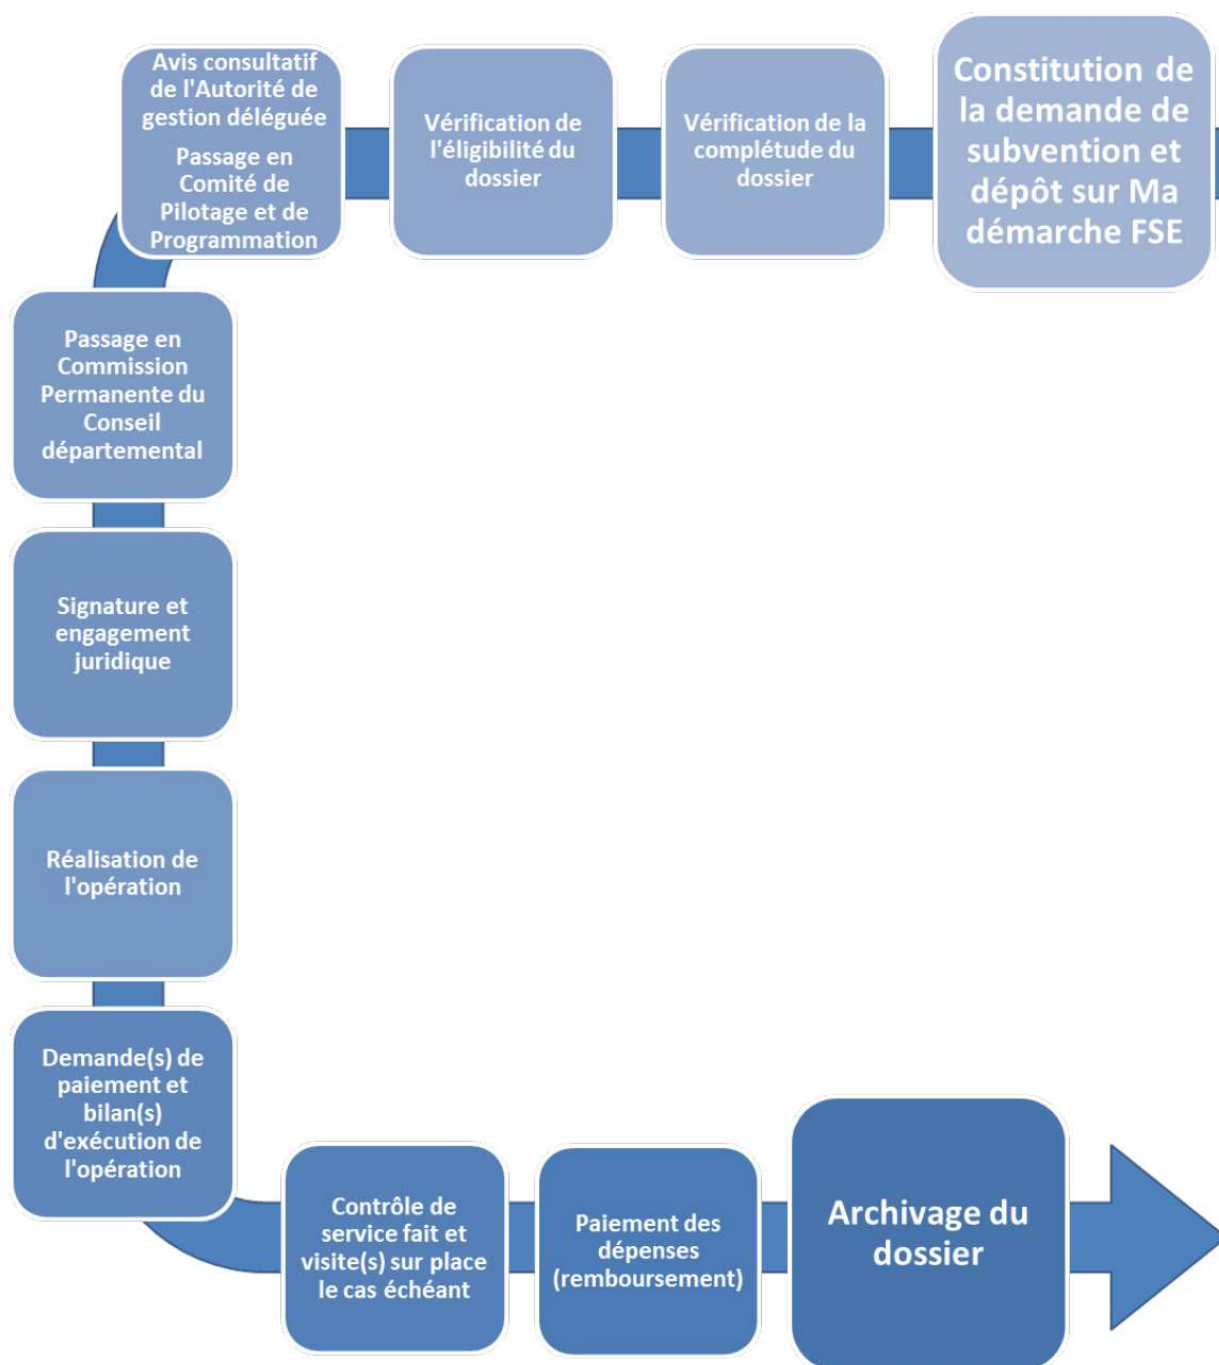 Constitution de
la demande de
subvention et
dépôt sur Ma
démarche FSE
Vérification de la
complétude du
dossier
Vérification de
l'éligibilité du
dossier
Avis consultatif
de l'Autorité de
gestion déléguée
Passage en
Comité de
Pilotage et de
Programmation
Passage en
Commission
Permanente du
Conseil
départemental
Signature et
engagement
juridique
Réalisation de
l'opération
Demande(s) de
paiement et
bilan(s)
d'exécution de
l'opération
Contrôle de
service fait et
visite(s) sur place
le cas échéant
Paiement des
dépenses
(remboursement)
Archivage du
dossier